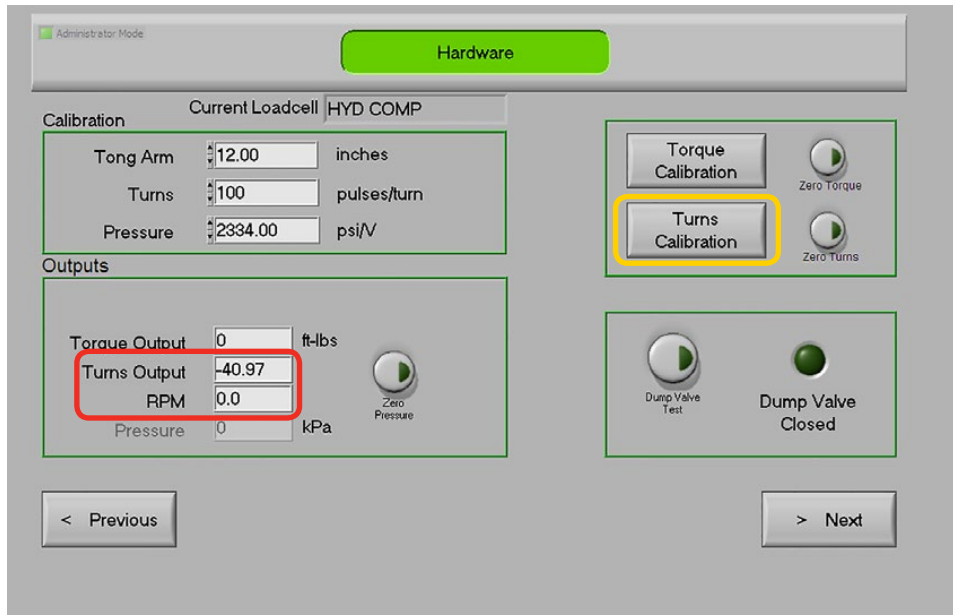 Administrator Mode
Hardware
Current Loadcell HYD COMP
Calibration
Tong Arm 12.00 inches
Turns 100 pulses/turn
Pressure 2334.00 psi/V
Torque Calibration
Zero Torque
Turns Calibration
Zero Turns
Outputs
Torque Output 0 ft-lbs
Turns Output -40.97
RPM 0.0
Pressure 0 kPa
Zero
Pressure
Dump Valve
Test
Dump Valve
Closed
< Previous
> Next